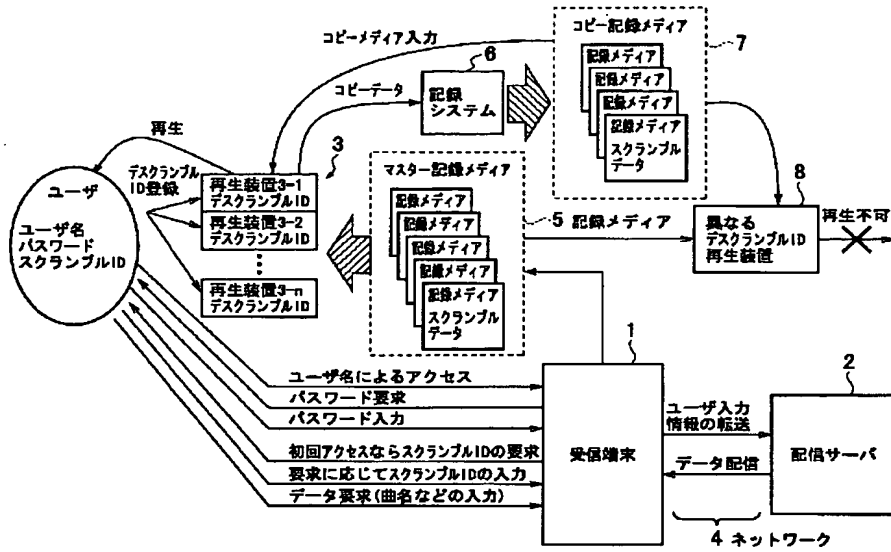 コピーメディア入力
6
コピー記録メディア
7
記録メディア
記録メディア
記録メディア
記録メディア
スクランブル
データ
コピーデータ
記録
システム
再生
3
デスクランブル
ID登録
再生装置3-1
デスクランブルID
再生装置3-2
デスクランブルID
再生装置3-n
デスクランブルID
マスター記録メディア
記録メディア
記録メディア
記録メディア
記録メディア
記録メディア
スクランブル
データ
5
記録メディア
8
異なる
デスクランブルID
再生装置
再生不可
ユーザ
ユーザ名
パスワード
スクランブルID
ユーザ名によるアクセス
パスワード要求
パスワード入力
初回アクセスならスクランブルIDの要求
要求に応じてスクランブルIDの入力
データ要求(曲名などの入力)
1
受信端末
ユーザ入力
情報の転送
データ配信
2
配信サーバ
4 ネットワーク